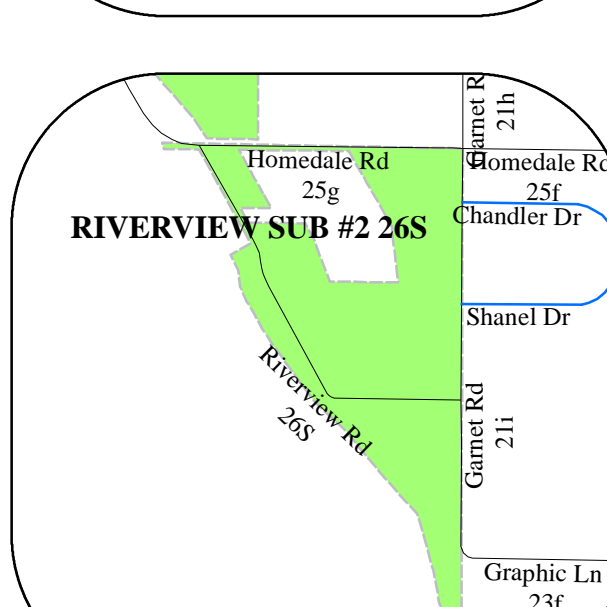 Garnet R
21h
Homedale Rd
25g
Homedale Rd
25f
Chandler Dr
RIVERVIEW SUB #2 26S
Shanel Dr
Riverview Rd
26S
Garnet Rd
21i
Graphic Ln
23f